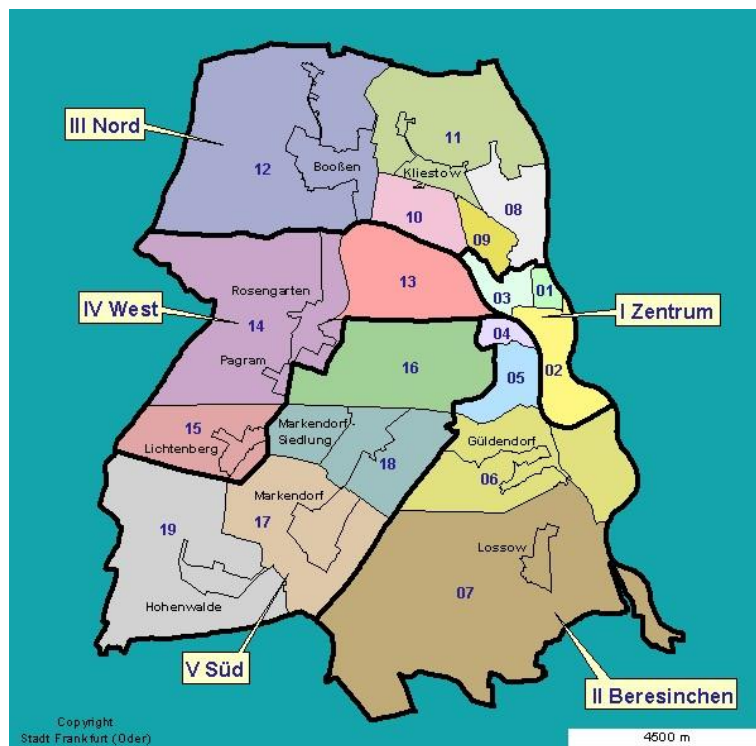 III Nord
11
12
Booßen
Kliestow
08
10
09
Rosengarten
13
03
01
IV West
14
I Zentrum
04
Pagram
16
05
02
15
Markendorf-
Siedlung
Lichtenberg
18
Güldendorf
06
Markendorf
19
17
Lossow
07
Hohenwalde
V Süd
II Beresinchen
Copyright
Stadt Frankfurt (Oder)
4500 m